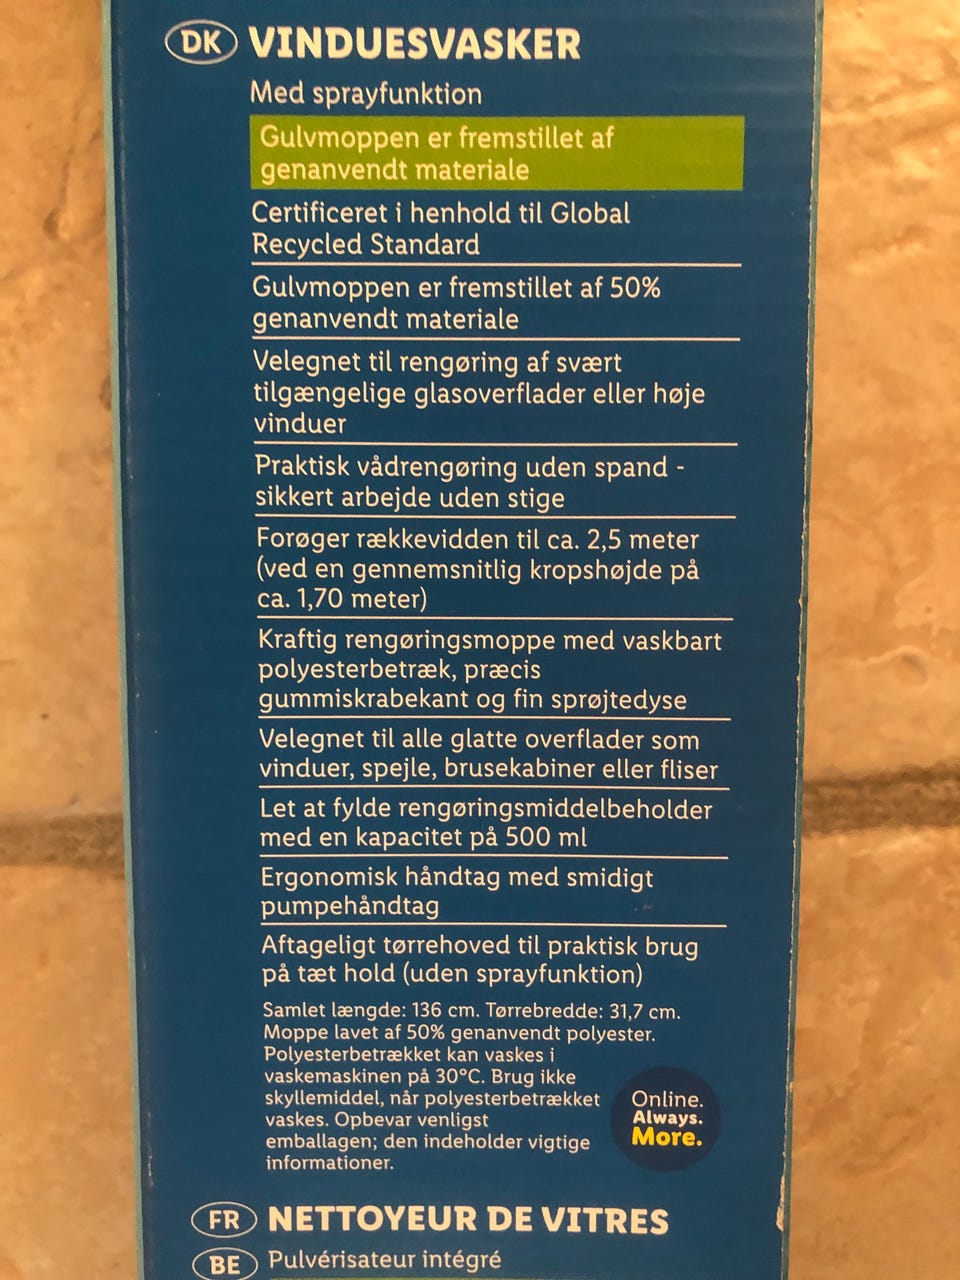 DK VINDUESVASKER
Med sprayfunktion
Gulvmoppen er fremstillet af
genanvendt materiale
Certificeret i henhold til Global
Recycled Standard
Gulvmoppen er fremstillet af 50%
genanvendt materiale
Velegnet til rengøring af svært
tilgængelige glasoverflader eller høje
vinduer
Praktisk vådrengøring uden spand -
sikkert arbejde uden stige
Forøger rækkevidden til ca. 2,5 meter
(ved en gennemsnitlig kropshøjde på
ca. 1,70 meter)
Kraftig rengøringsmoppe med vaskbart
polyesterbetræk, præcis
gummiskrabekant og fin sprøjtedyse
Velegnet til alle glatte overflader som
vinduer, spejle, brusekabiner eller fliser
Let at fylde rengøringsmiddelbeholder
med en kapacitet på 500 ml
Ergonomisk håndtag med smidigt
pumpehåndtag
Aftageligt tørrehoved til praktisk brug
på tæt hold (uden sprayfunktion)
Samlet længde: 136 cm. Tørrebredde: 31,7 cm.
Moppe lavet af 50% genanvendt polyester.
Polyesterbetrækket kan vaskes i
vaskemaskinen på 30°C. Brug ikke
skyllemiddel, når polyesterbetrækket
vaskes. Opbevar venligst
emballagen; den indeholder vigtige
informationer.
Online.
Always.
More.
FR NETTOYEUR DE VITRES
BE Pulvérisateur intégré